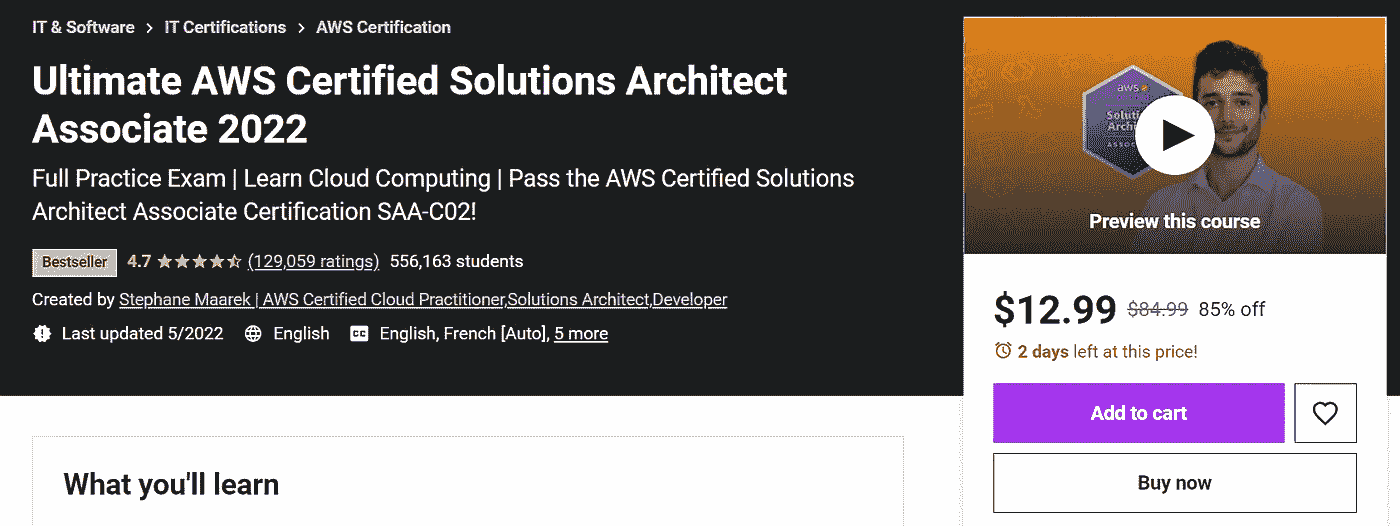 IT & Software > IT Certifications > AWS Certification
Ultimate AWS Certified Solutions Architect
Associate 2022
Full Practice Exam | Learn Cloud Computing | Pass the AWS Certified Solutions
Architect Associate Certification SAA-C02!
Bestseller 4.7 (129,059 ratings) 556,163 students
Created by Stephane Maarek | AWS Certified Cloud Practitioner,Solutions Architect,Developer
Last updated 5/2022 English CC English, French [Auto], 5 more
What you'll learn
aws
Preview this course
$12.99 $84.99 85% off
2 days left at this price!
Add to cart
Buy now